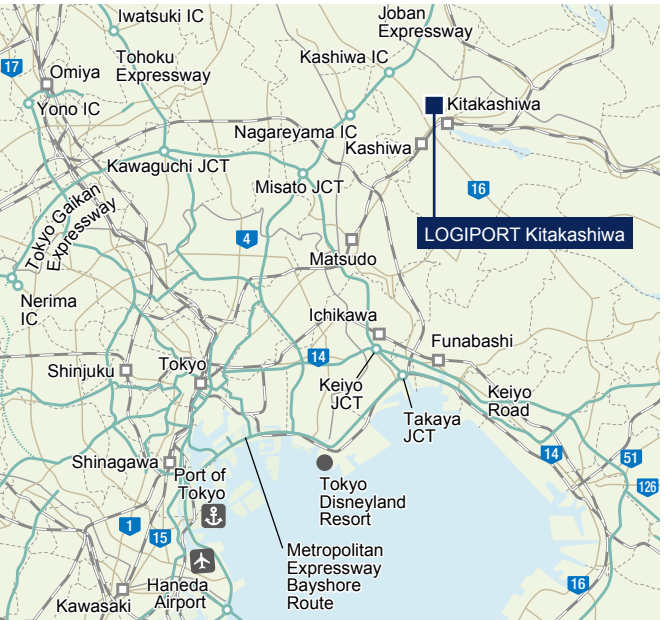 Iwatsuki IC
Joban
Expressway
Tohoku
Expressway
Kashiwa IC
17
Omiya
Yono IC
Kitakashiwa
Nagareyama IC
Kashiwa
Kawaguchi JCT
Misato JCT
16
Tokyo Gaikan
Expressway
LOGIPORT Kitakashiwa
4
Matsudo
Nerima
IC
Ichikawa
Funabashi
14
Shinjuku
Tokyo
Keiyo
JCT
Keiyo
Road
Takaya
JCT
14
51
126
Shinagawa
Port of
Tokyo
Tokyo
Disneyland
Resort
1
15
Metropolitan
Expressway
Bayshore
Route
Haneda
Airport
16
Kawasaki